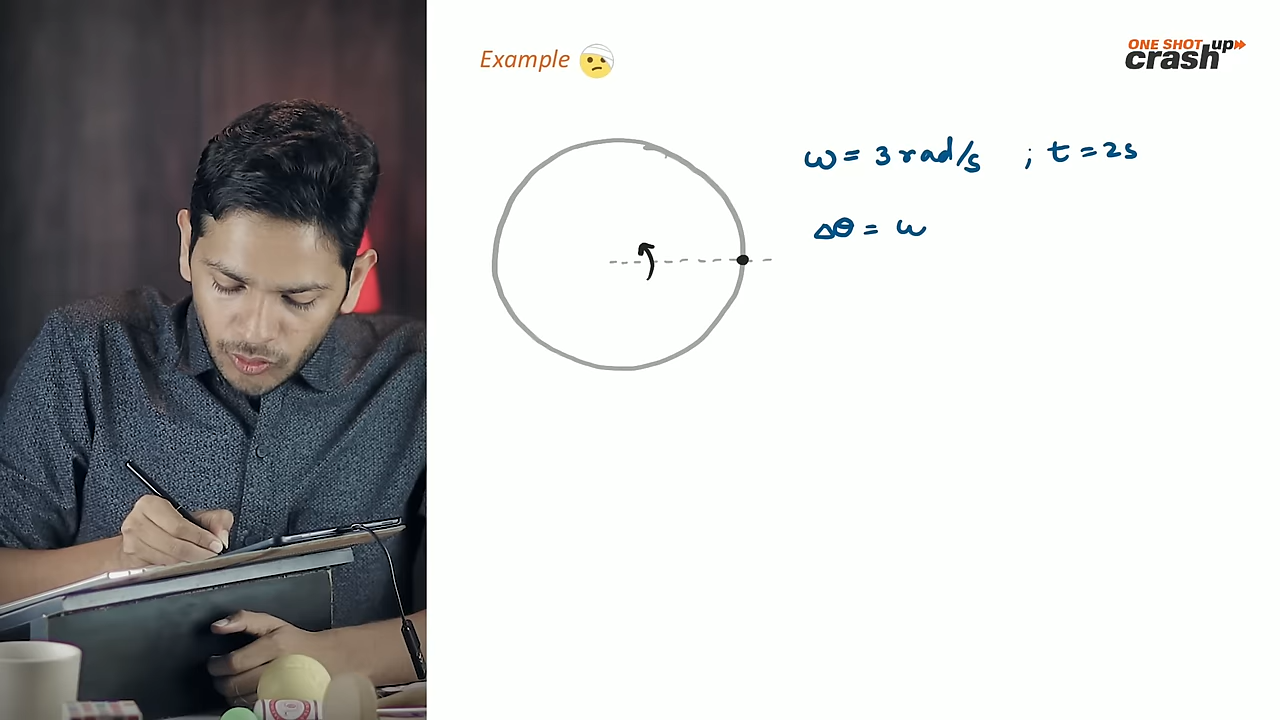 Example
ONE SHOT up
crash
ω = 3 rad/s ; t = 2s
Δθ = ω